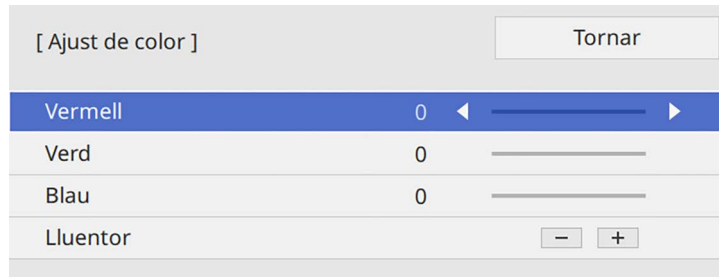 [ Ajust de color ]
Tornar
Vermell 0
Verd 0
Blau 0
Lluentor − +